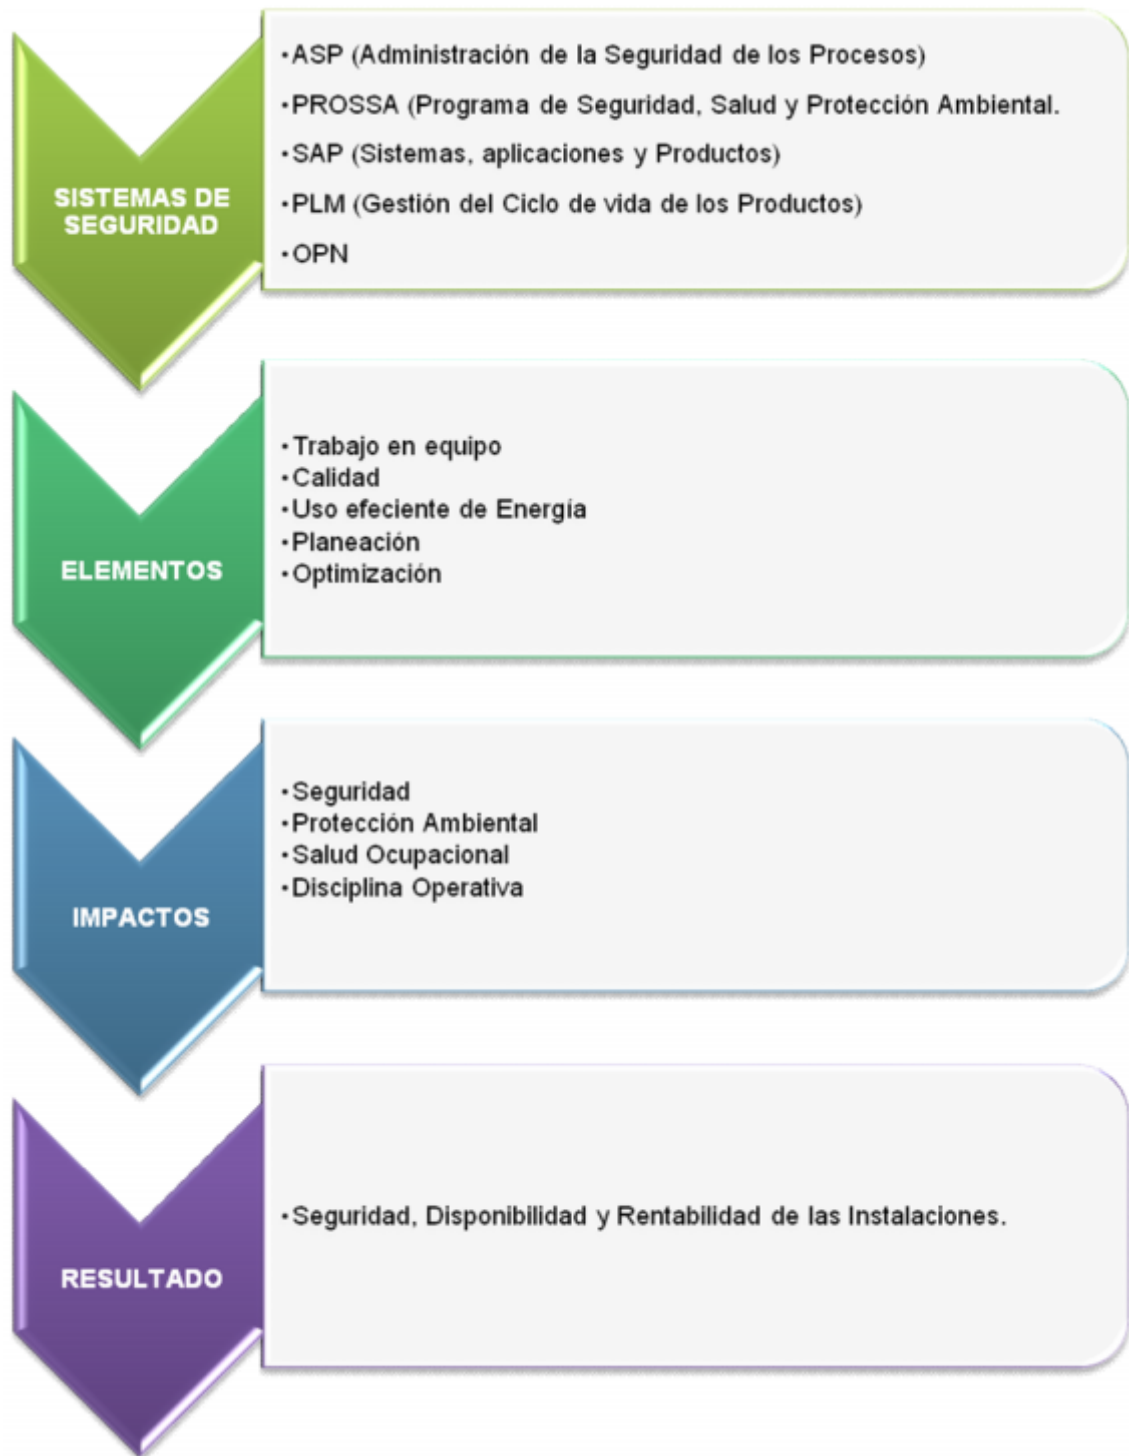 SISTEMAS DE
SEGURIDAD
•ASP (Administración de la Seguridad de los Procesos)
•PROSSA (Programa de Seguridad, Salud y Protección Ambiental.
•SAP (Sistemas, aplicaciones y Productos)
•PLM (Gestión del Ciclo de vida de los Productos)
•OPN
ELEMENTOS
•Trabajo en equipo
•Calidad
•Uso efeciente de Energía
•Planeación
•Optimización
IMPACTOS
•Seguridad
•Protección Ambiental
•Salud Ocupacional
•Disciplina Operativa
RESULTADO
•Seguridad, Disponibilidad y Rentabilidad de las Instalaciones.